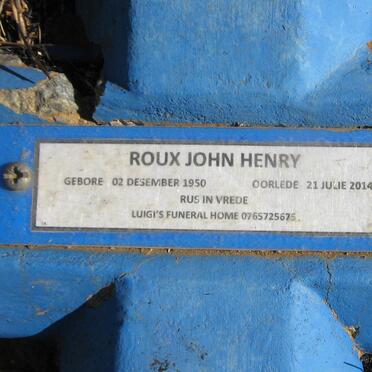 ROUX JOHN HENRY
GEBORE 02 DESEMBER 1950 OORLEDE 21 JULIE 2014
RUS IN VREDE
LUIGI'S FUNERAL HOME 0765725675